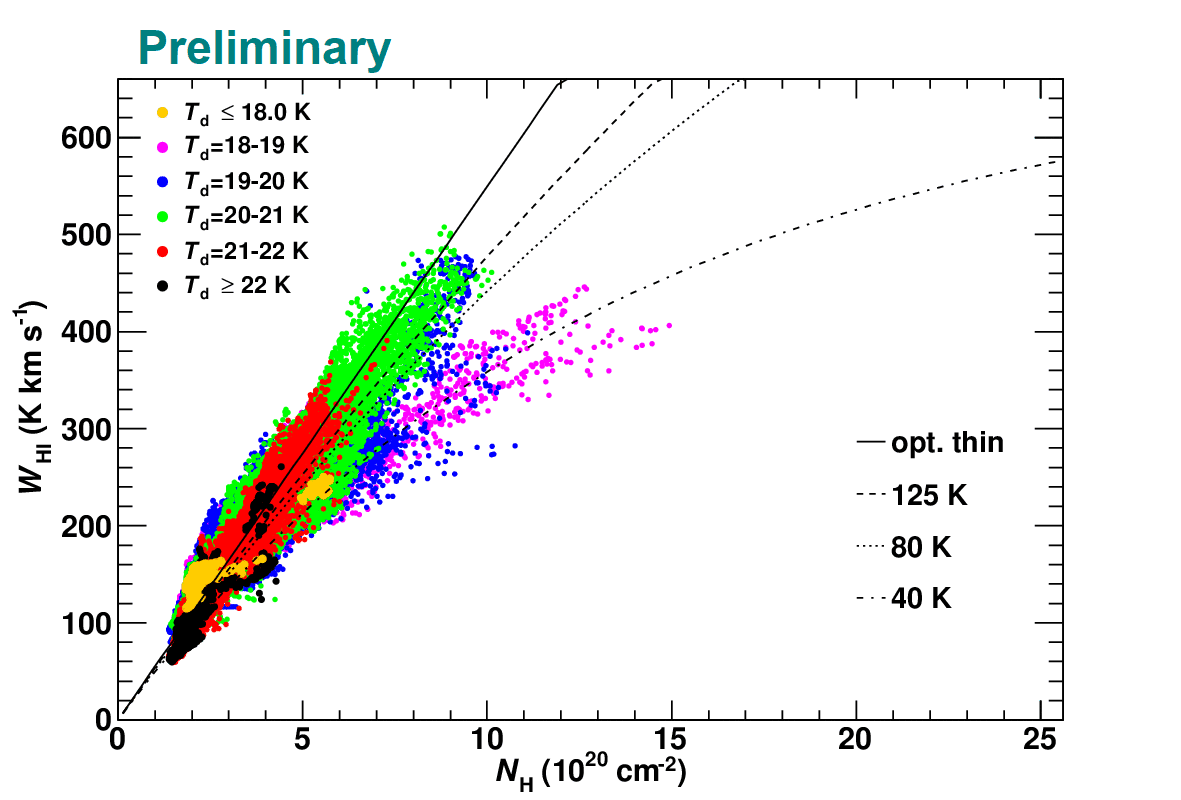 Preliminary
T_d ≤ 18.0 K
T_d=18-19 K
T_d=19-20 K
T_d=20-21 K
T_d=21-22 K
T_d ≥ 22 K
W_HI (K km s^-1)
600
500
400
300
200
100
0
opt. thin
125 K
80 K
40 K
0 5 10 15 20 25
N_H (10^20 cm^-2)